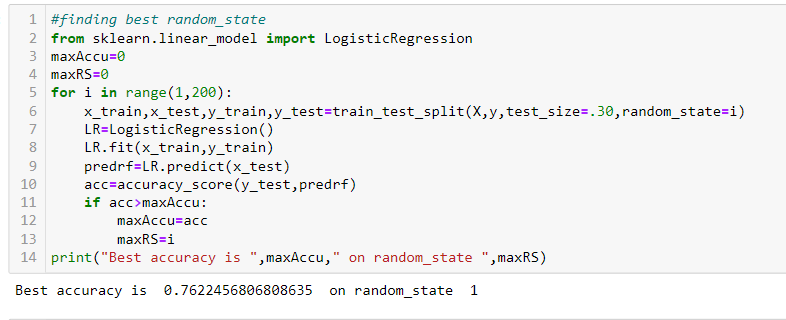 1 #finding best random_state
2 from sklearn.linear_model import LogisticRegression
3 maxAccu=0
4 maxRS=0
5 for i in range(1,200):
6     x_train,x_test,y_train,y_test=train_test_split(X,y,test_size=.30,random_state=i)
7     LR=LogisticRegression()
8     LR.fit(x_train,y_train)
9     predrf=LR.predict(x_test)
10     acc=accuracy_score(y_test,predrf)
11     if acc>maxAccu:
12         maxAccu=acc
13         maxRS=i
14 print("Best accuracy is ",maxAccu," on random_state ",maxRS)
Best accuracy is  0.7622456806808635  on random_state  1